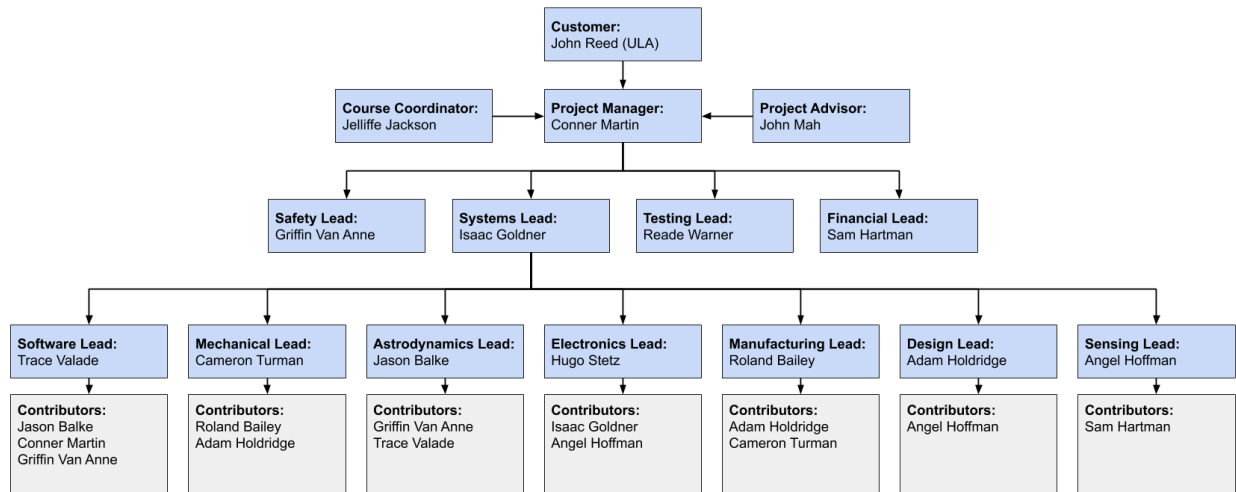 Customer:
John Reed (ULA)
Course Coordinator:
Jelliffe Jackson
Project Manager:
Conner Martin
Project Advisor:
John Mah
Safety Lead:
Griffin Van Anne
Systems Lead:
Isaac Goldner
Testing Lead:
Reade Warner
Financial Lead:
Sam Hartman
Software Lead:
Trace Valade
Mechanical Lead:
Cameron Turman
Astrodynamics Lead:
Jason Balke
Electronics Lead:
Hugo Stetz
Manufacturing Lead:
Roland Bailey
Design Lead:
Adam Holdridge
Sensing Lead:
Angel Hoffman
Contributors:
Jason Balke
Conner Martin
Griffin Van Anne
Contributors:
Roland Bailey
Adam Holdridge
Contributors:
Griffin Van Anne
Trace Valade
Contributors:
Isaac Goldner
Angel Hoffman
Contributors:
Adam Holdridge
Cameron Turman
Contributors:
Angel Hoffman
Contributors:
Sam Hartman